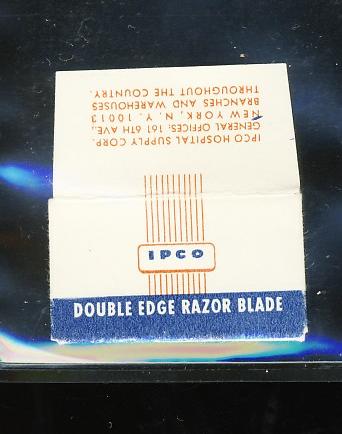 IPCO HOSPITAL SUPPLY CORP.
GENERAL OFFICES: 161 6TH AVE.,
NEW YORK, N. Y. 10013
BRANCHES AND WAREHOUSES
THROUGHOUT THE COUNTRY.
IPCO
DOUBLE EDGE RAZOR BLADE